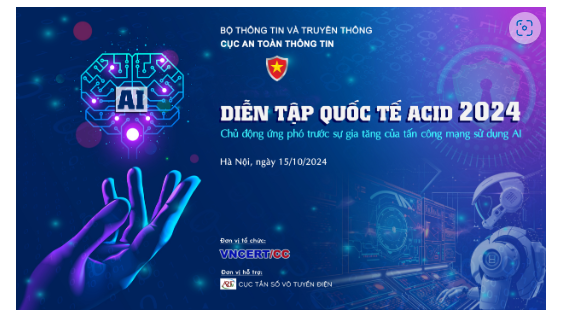 BỘ THÔNG TIN VÀ TRUYỀN THÔNG
CỤC AN TOÀN THÔNG TIN
AI
DIỄN TẬP QUỐC TẾ ACID 2024
Chủ động ứng phó trước sự gia tăng của tấn công mạng sử dụng AI
Hà Nội, ngày 15/10/2024
Đơn vị tổ chức:
VNCERT/CC
Đơn vị hỗ trợ:
CỤC TẦN SỐ VÔ TUYẾN ĐIỆN